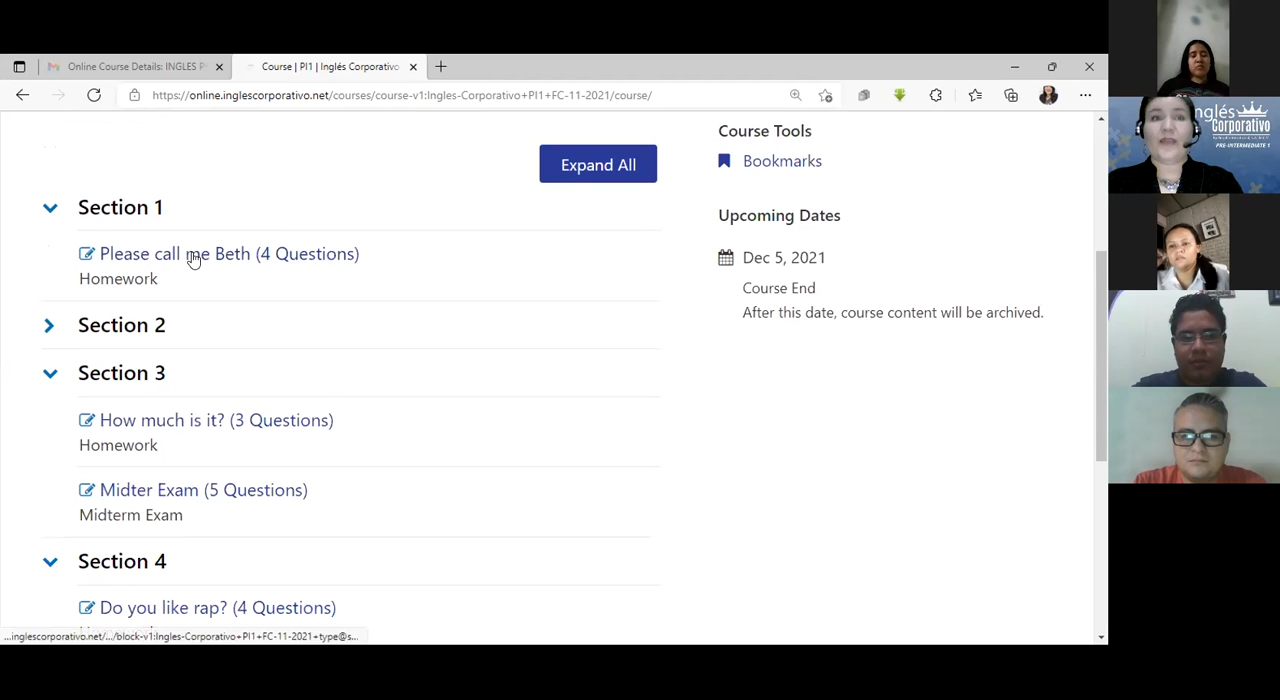 Online Course Details: INGLES P
Course | PI1 | Inglés Corporativo
https://online.inglescorporativo.net/courses/course-v1:Ingles-Corporativo+PI1+FC-11-2021/course/
Expand All
Section 1
Please call me Beth (4 Questions)
Homework
Section 2
Section 3
How much is it? (3 Questions)
Homework
Midter Exam (5 Questions)
Midterm Exam
Section 4
Do you like rap? (4 Questions)
...inglescorporativo.net/.../block-v1:Ingles-Corporativo+PI1+FC-11-2021+type@s...
Course Tools
Bookmarks
Upcoming Dates
Dec 5, 2021
Course End
After this date, course content will be archived.
nglés
Corporativo
PRE-INTERMEDIATE 1